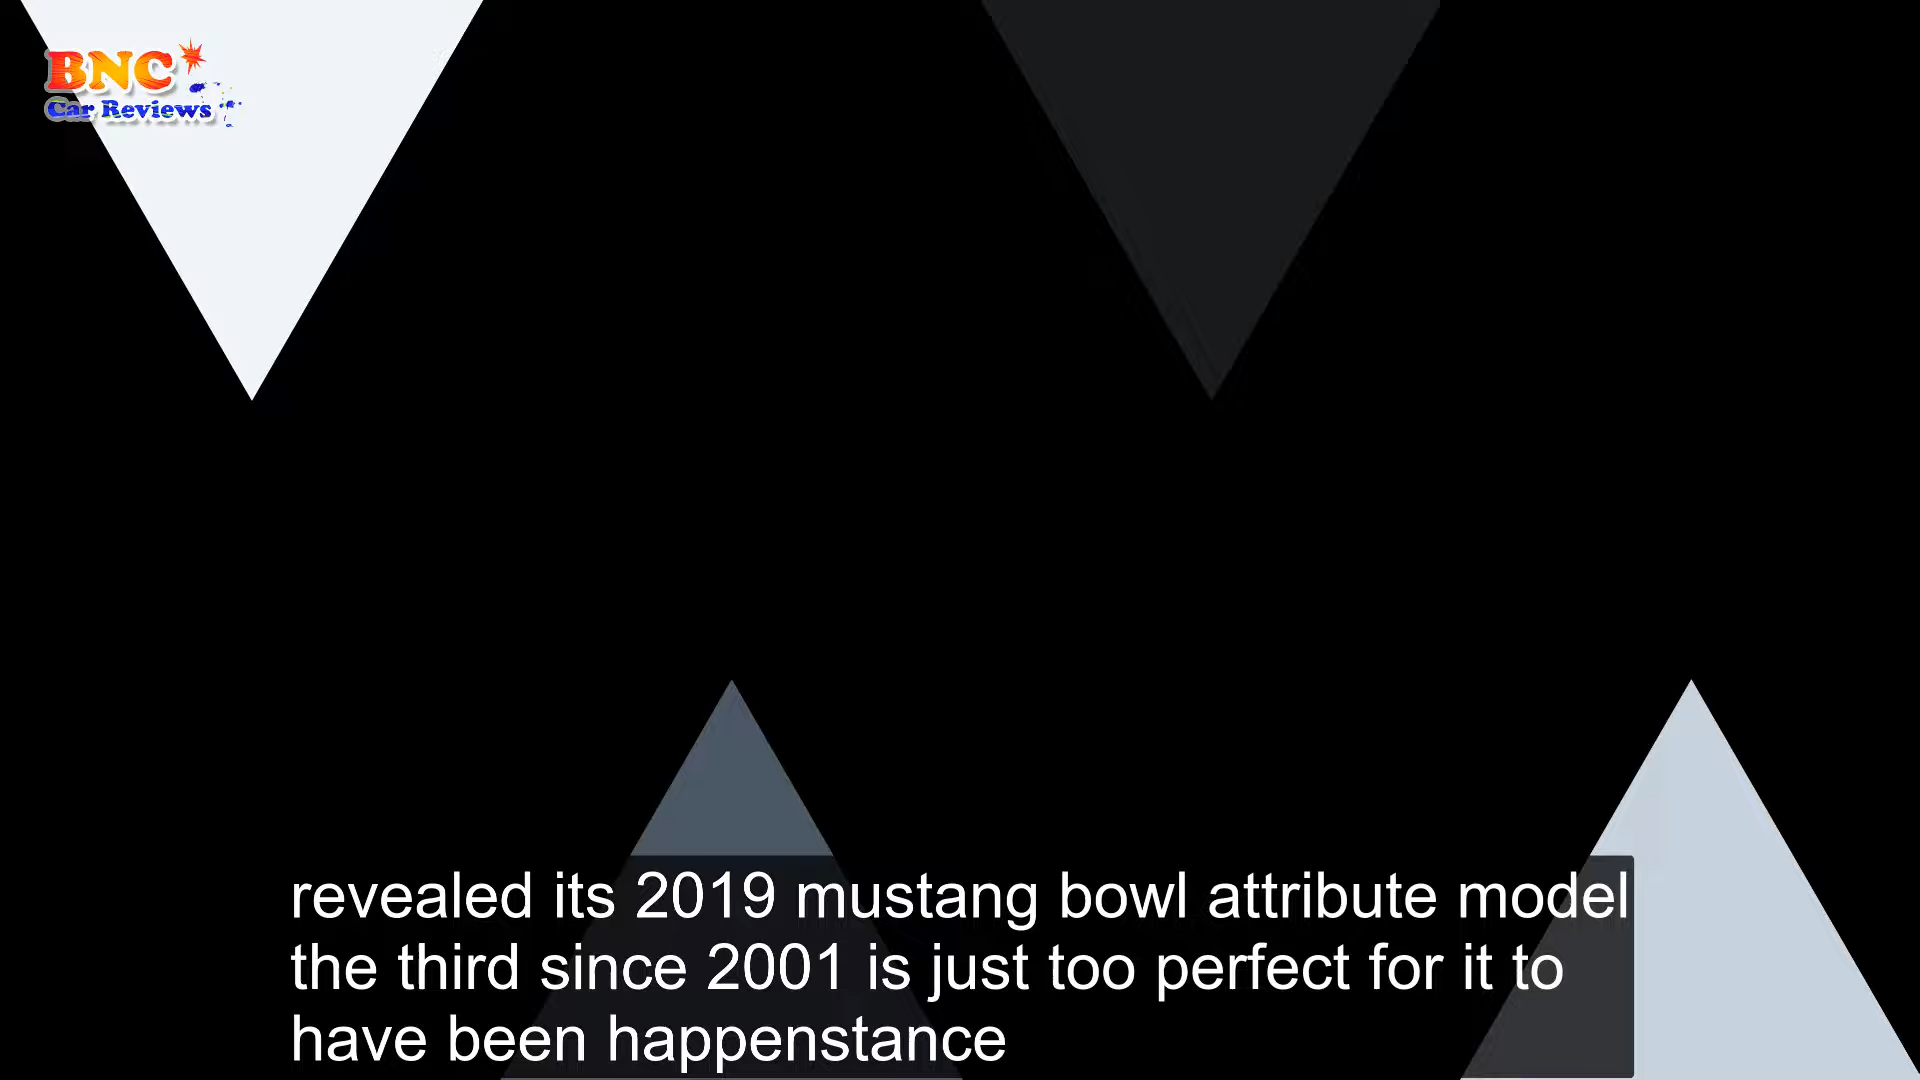 BNC
Car Reviews
revealed its 2019 mustang bowl attribute model
the third since 2001 is just too perfect for it to
have been happenstance